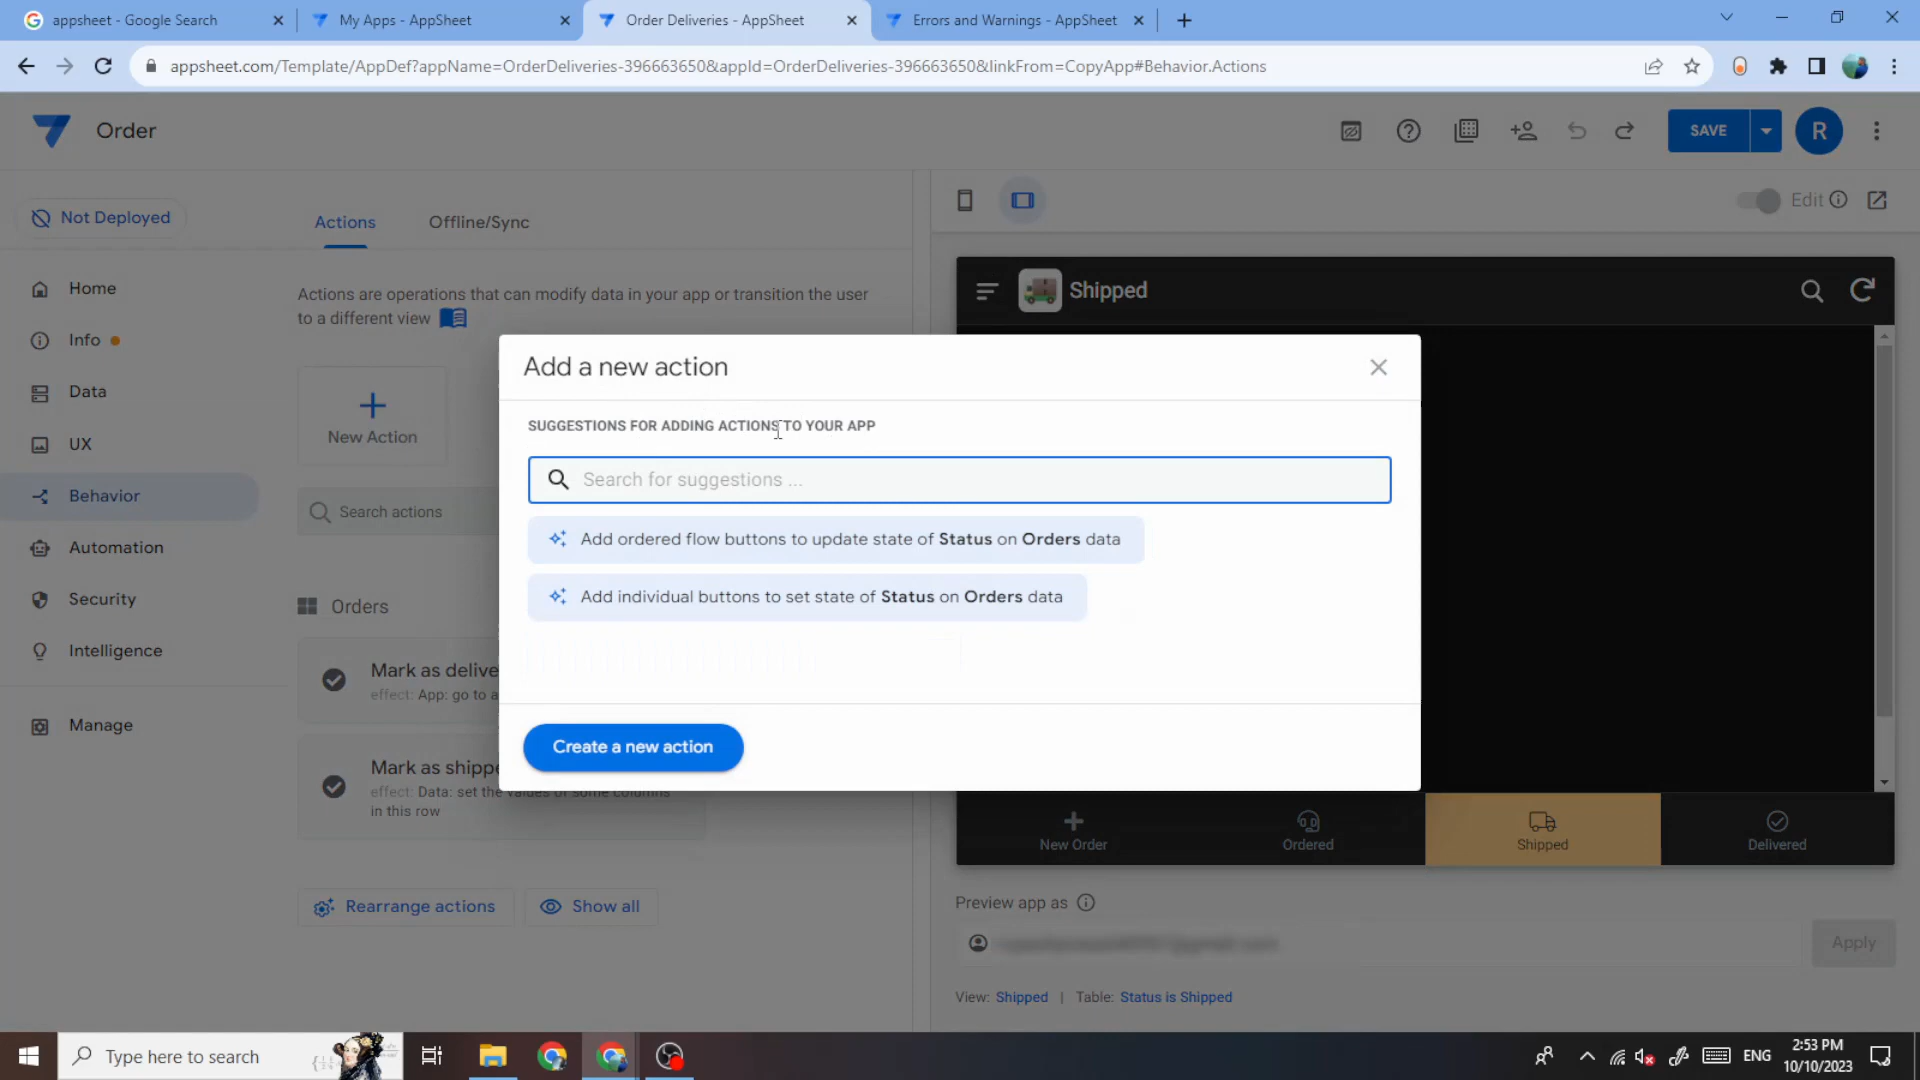 appsheet - Google Search
My Apps - AppSheet
Order Deliveries - AppSheet
Errors and Warnings - AppSheet
appsheet.com/Template/AppDef?appName=OrderDeliveries-396663650&appId=OrderDeliveries-396663650&linkFrom=CopyApp#Behavior.Actions
Order
SAVE
R
Not Deployed
Actions
Offline/Sync
Edit
Home
Info
Data
UX
Behavior
Automation
Security
Intelligence
Manage
Actions are operations that can modify data in your app or transition the user
to a different view
New Action
Search actions
Orders
Mark as delive
effect: App: go to a
Mark as shippe
effect: Data: set the values of some columns
in this row
Rearrange actions
Show all
Add a new action
SUGGESTIONS FOR ADDING ACTIONS TO YOUR APP
Search for suggestions ...
Add ordered flow buttons to update state of Status on Orders data
Add individual buttons to set state of Status on Orders data
Create a new action
Shipped
New Order
Ordered
Shipped
Delivered
Preview app as
Apply
View: Shipped | Table: Status is Shipped
Type here to search
ENG
2:53 PM
10/10/2023